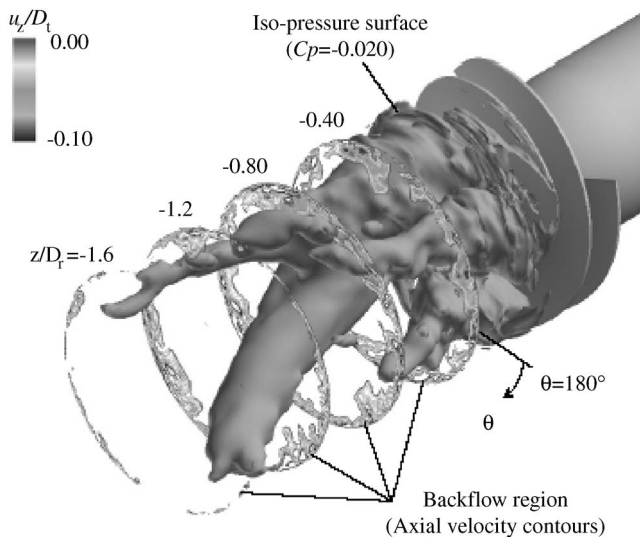 u_z/D_t
0.00
-0.10
Iso-pressure surface
(Cp=-0.020)
-0.40
-0.80
-1.2
z/D_r=-1.6
θ=180°
θ
Backflow region
(Axial velocity contours)